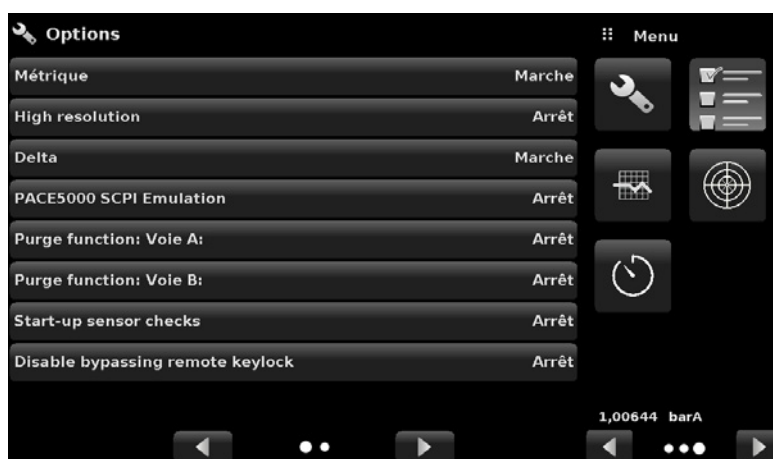 Options
Menu
Métrique Marche
High resolution Arrêt
Delta Marche
PACE5000 SCPI Emulation Arrêt
Purge function: Voie A: Arrêt
Purge function: Voie B: Arrêt
Start-up sensor checks Arrêt
Disable bypassing remote keylock Arrêt
1,00644 barA